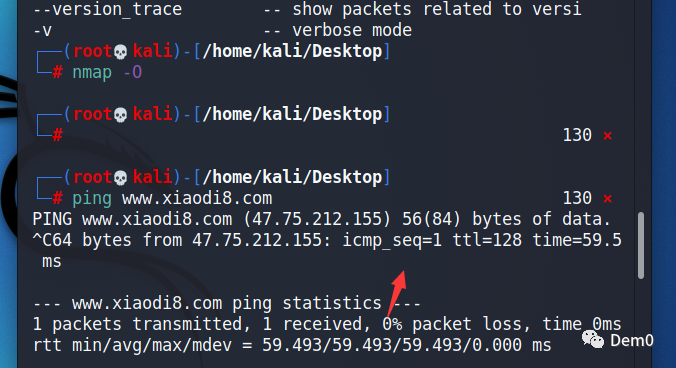 --version_trace -- show packets related to versi
-v -- verbose mode
┌──(root💀kali)-[/home/kali/Desktop]
└─# nmap -O
┌──(root💀kali)-[/home/kali/Desktop]
└─# 130 ⨯
┌──(root💀kali)-[/home/kali/Desktop]
└─# ping www.xiaodi8.com 130 ⨯
PING www.xiaodi8.com (47.75.212.155) 56(84) bytes of data.
^C64 bytes from 47.75.212.155: icmp_seq=1 ttl=128 time=59.5
 ms
--- www.xiaodi8.com ping statistics ---
1 packets transmitted, 1 received, 0% packet loss, time 0ms
rtt min/avg/max/mdev = 59.493/59.493/59.493/0.000 ms
Dem0